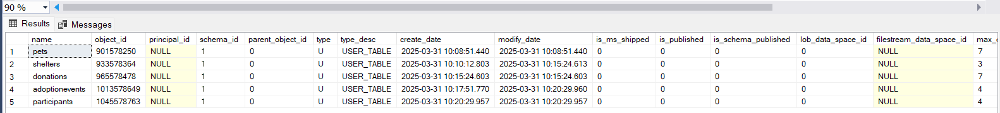 90 %
Results Messages
name object_id principal_id schema_id parent_object_id type type_desc create_date modify_date is_ms_shipped is_published is_schema_published lob_data_space_id filestream_data_space_id
1 pets 901578250 NULL 1 0 U USER_TABLE 2025-03-31 10:08:51.440 2025-03-31 10:08:51.440 0 0 0 0 NULL 7
2 shelters 933578364 NULL 1 0 U USER_TABLE 2025-03-31 10:10:12.803 2025-03-31 10:15:24.613 0 0 0 0 NULL 3
3 donations 965578478 NULL 1 0 U USER_TABLE 2025-03-31 10:15:24.603 2025-03-31 10:15:24.603 0 0 0 0 NULL 7
4 adoptionevents 1013578649 NULL 1 0 U USER_TABLE 2025-03-31 10:17:51.770 2025-03-31 10:20:29.960 0 0 0 0 NULL 4
5 participants 1045578763 NULL 1 0 U USER_TABLE 2025-03-31 10:20:29.957 2025-03-31 10:20:29.957 0 0 0 0 NULL 4